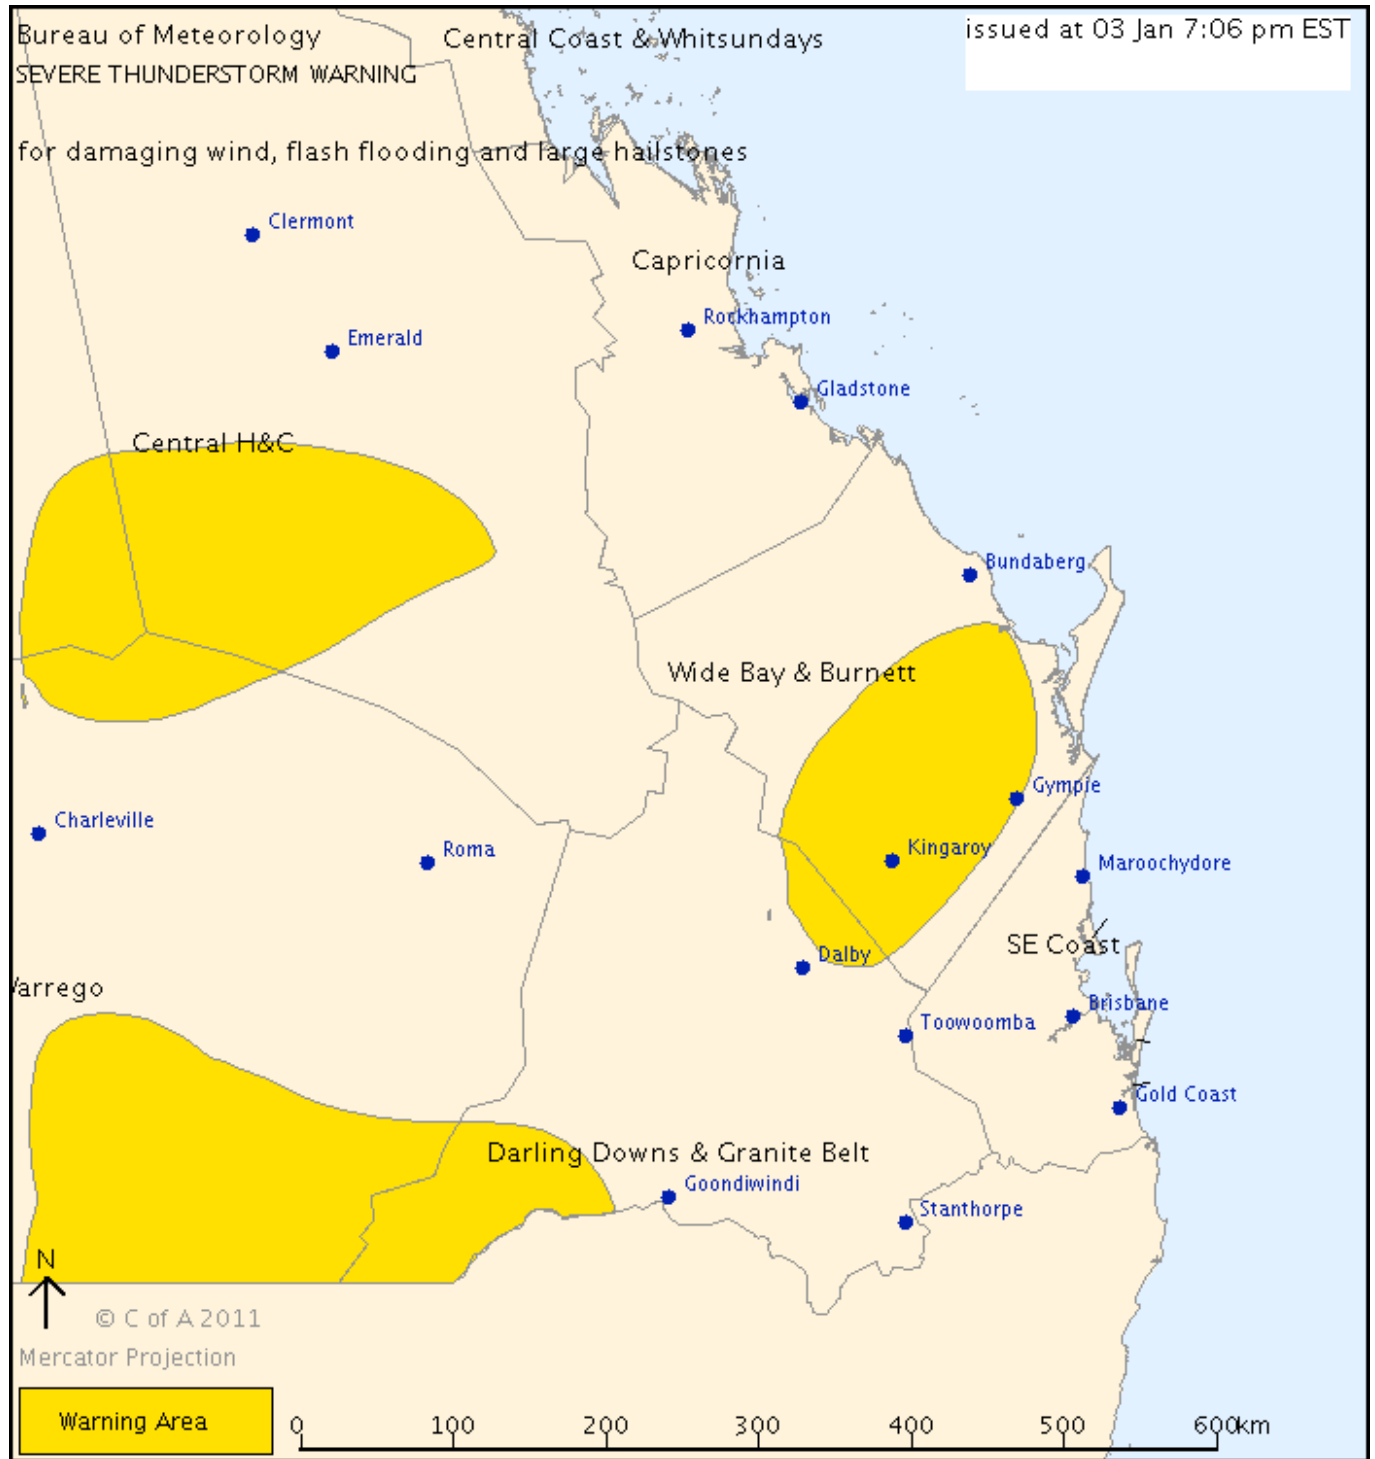 Bureau of Meteorology
Central Coast & Whitsundays
issued at 03 Jan 7:06 pm EST
SEVERE THUNDERSTORM WARNING
for damaging wind, flash flooding and large hailstones
Clermont
Capricornia
Rockhampton
Emerald
Gladstone
Central H&C
Bundaberg
Wide Bay & Burnett
Gympie
Charleville
Roma
Kingaroy
Maroochydore
SE Coast
Dalby
arrego
Brisbane
Toowoomba
Gold Coast
Darling Downs & Granite Belt
Goondiwindi
Stanthorpe
N
© C of A 2011
Mercator Projection
Warning Area
0 100 200 300 400 500 600km